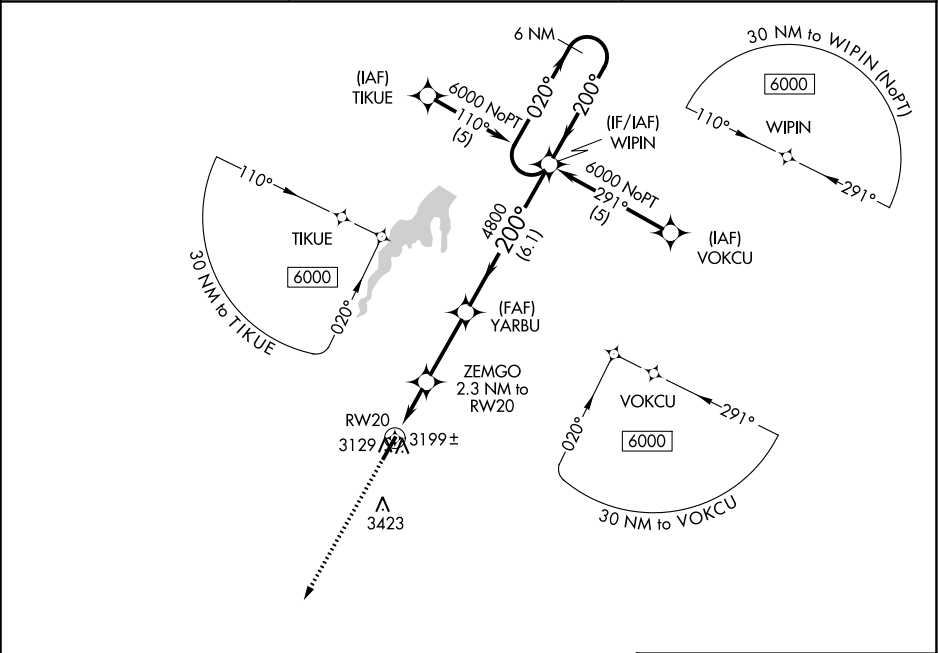 6 NM
020°
200°
(IAF)
TIKUE
6000 NoPT
110°
(5)
(IF/IAF)
WIPIN
6000 NoPT
291°
(5)
(IAF)
VOKCU
30 NM to WIPIN (NoPT)
6000
110°
WIPIN
291°
110°
TIKUE
6000
020°
30 NM to TIKUE
4800
200°
(6.1)
(FAF)
YARBU
ZEMGO
2.3 NM to
RW20
RW20
3129
3199±
3423
VOKCU
291°
020°
6000
30 NM to VOKCU